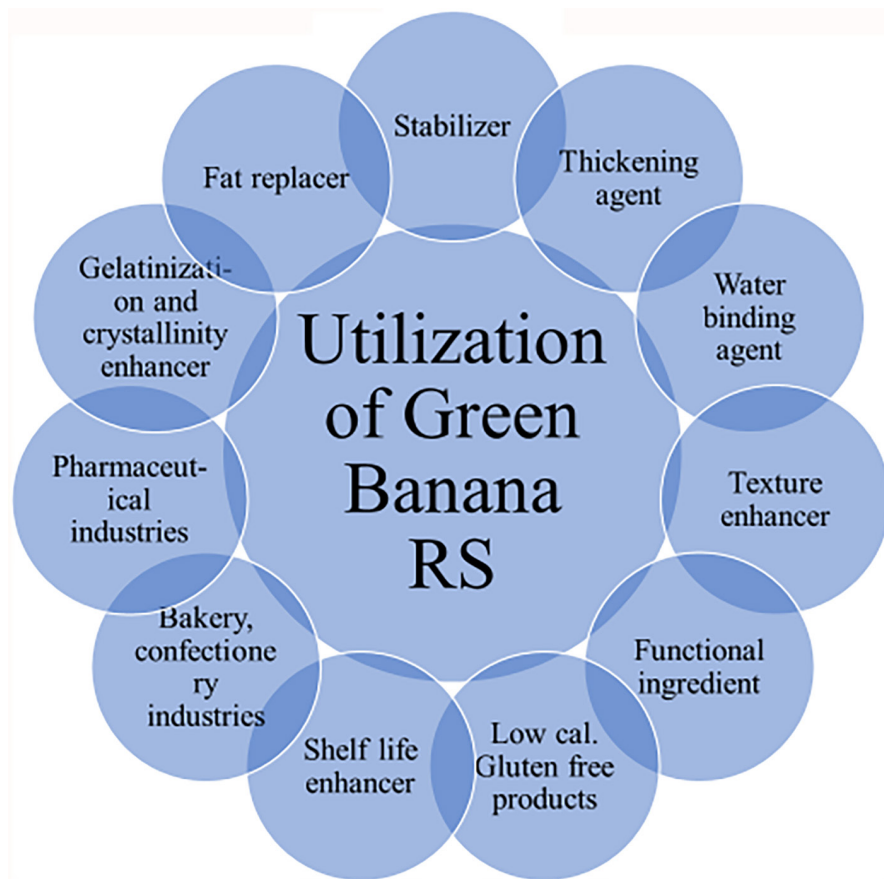 Utilization
of Green
Banana
RS
Stabilizer
Thickening
agent
Water
binding
agent
Texture
enhancer
Functional
ingredient
Low cal.
Gluten free
products
Shelf life
enhancer
Bakery,
confectione
ry
industries
Pharmaceut-
ical
industries
Gelatinizati-
on and
crystallinity
enhancer
Fat replacer